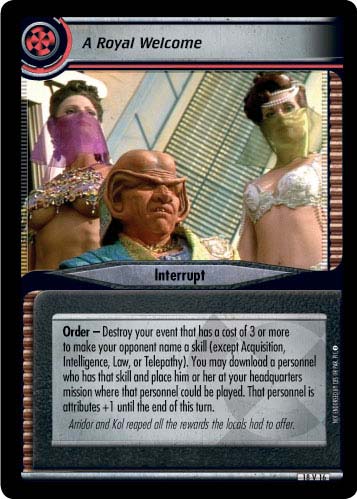 A Royal Welcome
Interrupt
Order – Destroy your event that has a cost of 3 or more
to make your opponent name a skill (except Acquisition,
Intelligence, Law, or Telepathy). You may download a personnel
who has that skill and place him or her at your headquarters
mission where that personnel could be played. That personnel is
attributes +1 until the end of this turn.
Arridor and Kol reaped all the rewards the locals had to offer.
18 V 16